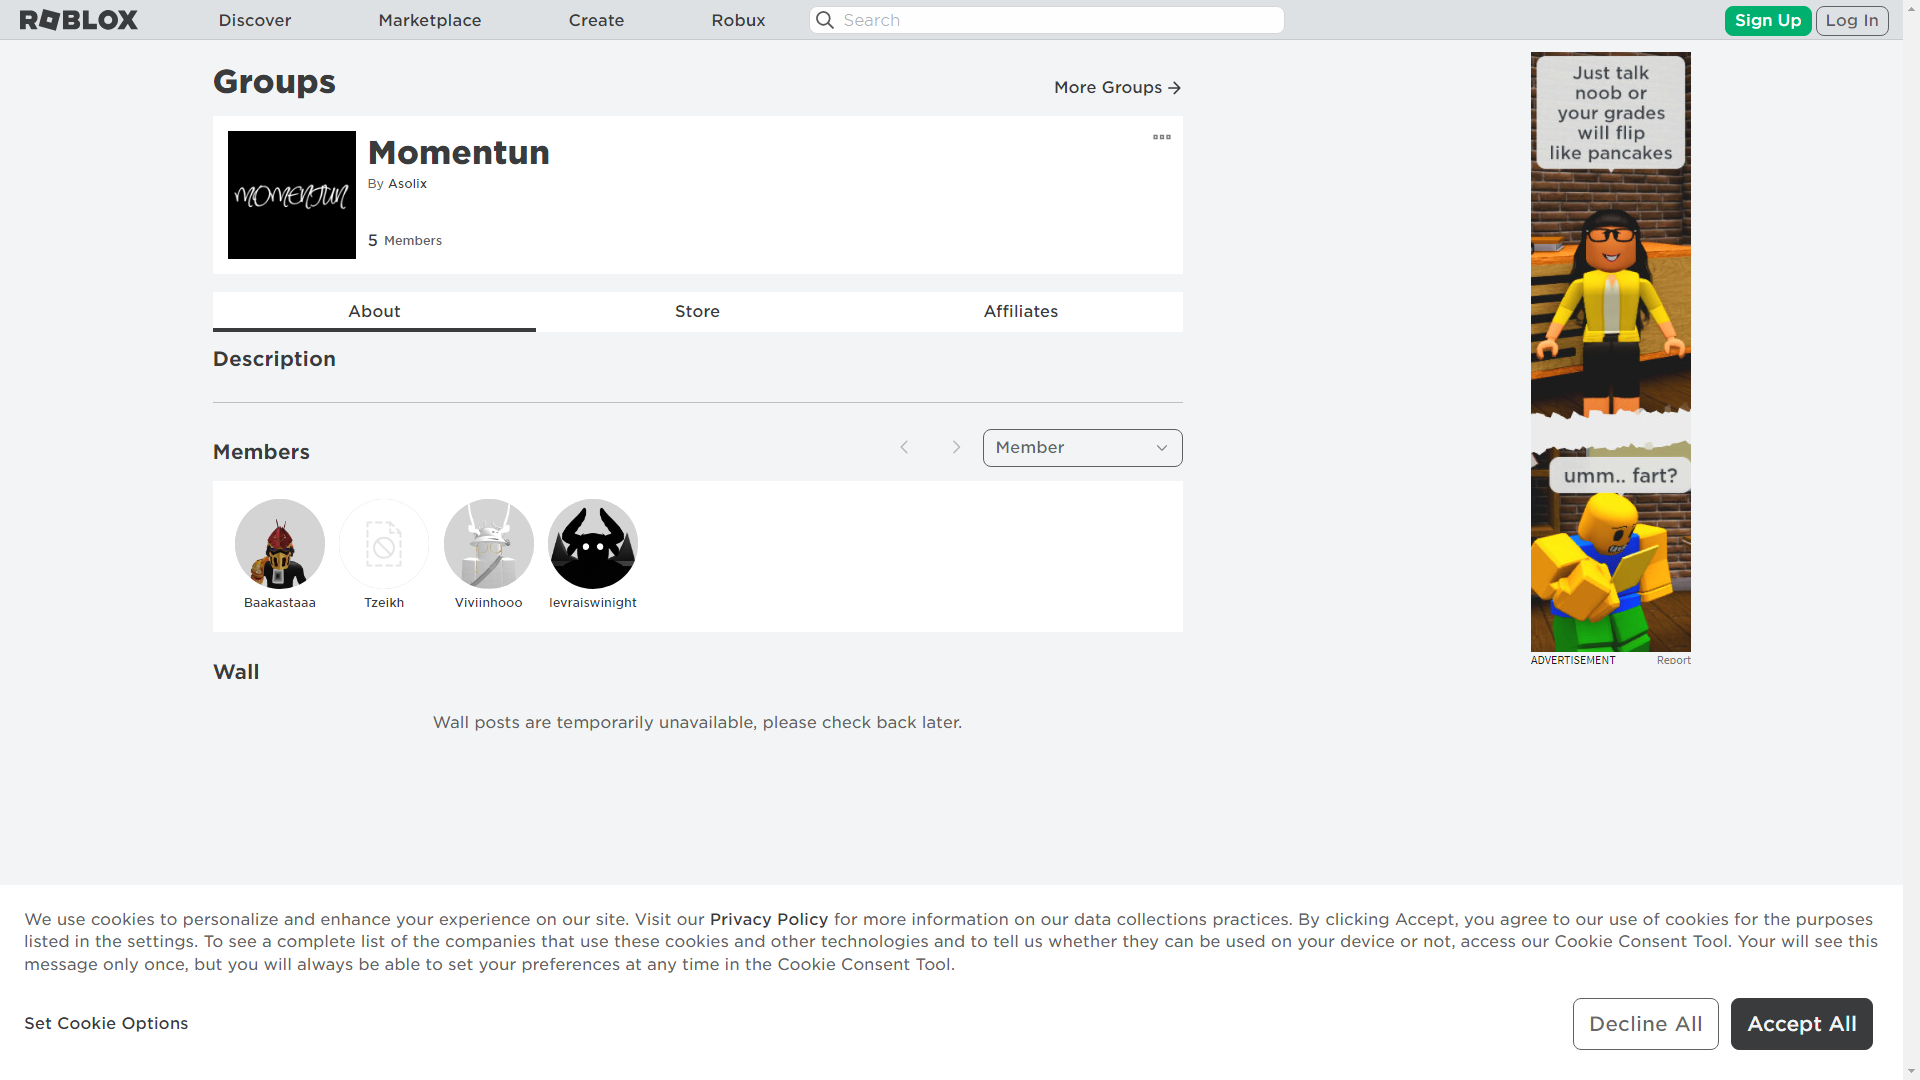 ROBLOX
Discover
Marketplace
Create
Robux
Search
Sign Up
Log In
Groups
More Groups
MOMENTUN
Momentun
By Asolix
5 Members
About
Store
Affiliates
Description
Members
Member
Baakastaaa
Tzeikh
Viviinhooo
levraiswinight
Wall
Wall posts are temporarily unavailable, please check back later.
Just talk
noob or
your grades
will flip
like pancakes
umm.. fart?
ADVERTISEMENT
Report
We use cookies to personalize and enhance your experience on our site. Visit our Privacy Policy for more information on our data collections practices. By clicking Accept, you agree to our use of cookies for the purposes
listed in the settings. To see a complete list of the companies that use these cookies and other technologies and to tell us whether they can be used on your device or not, access our Cookie Consent Tool. Your will see this
message only once, but you will always be able to set your preferences at any time in the Cookie Consent Tool.
Set Cookie Options
Decline All
Accept All